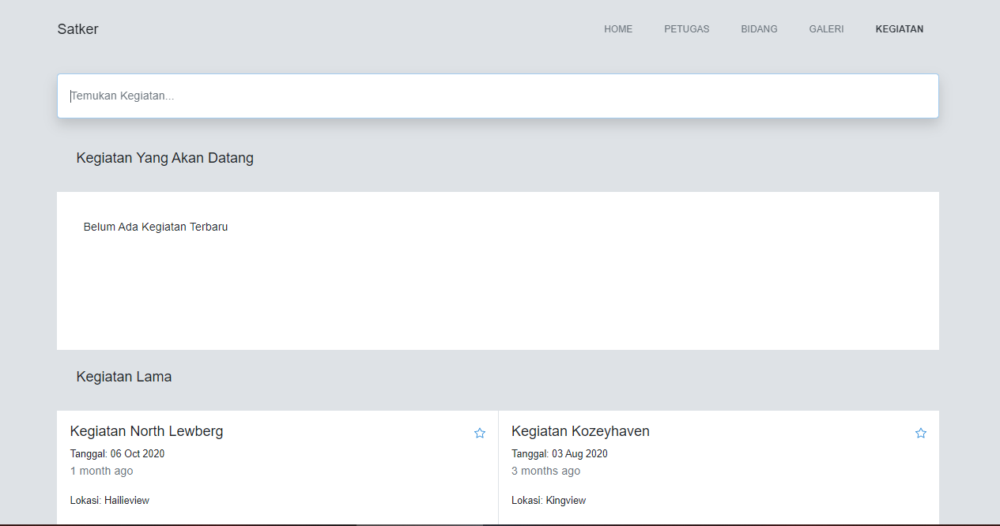 Satker HOME PETUGAS BIDANG GALERI KEGIATAN
Temukan Kegiatan...
Kegiatan Yang Akan Datang
Belum Ada Kegiatan Terbaru
Kegiatan Lama
Kegiatan North Lewberg
Tanggal: 06 Oct 2020
1 month ago
Lokasi: Hailieview
Kegiatan Kozeyhaven
Tanggal: 03 Aug 2020
3 months ago
Lokasi: Kingview